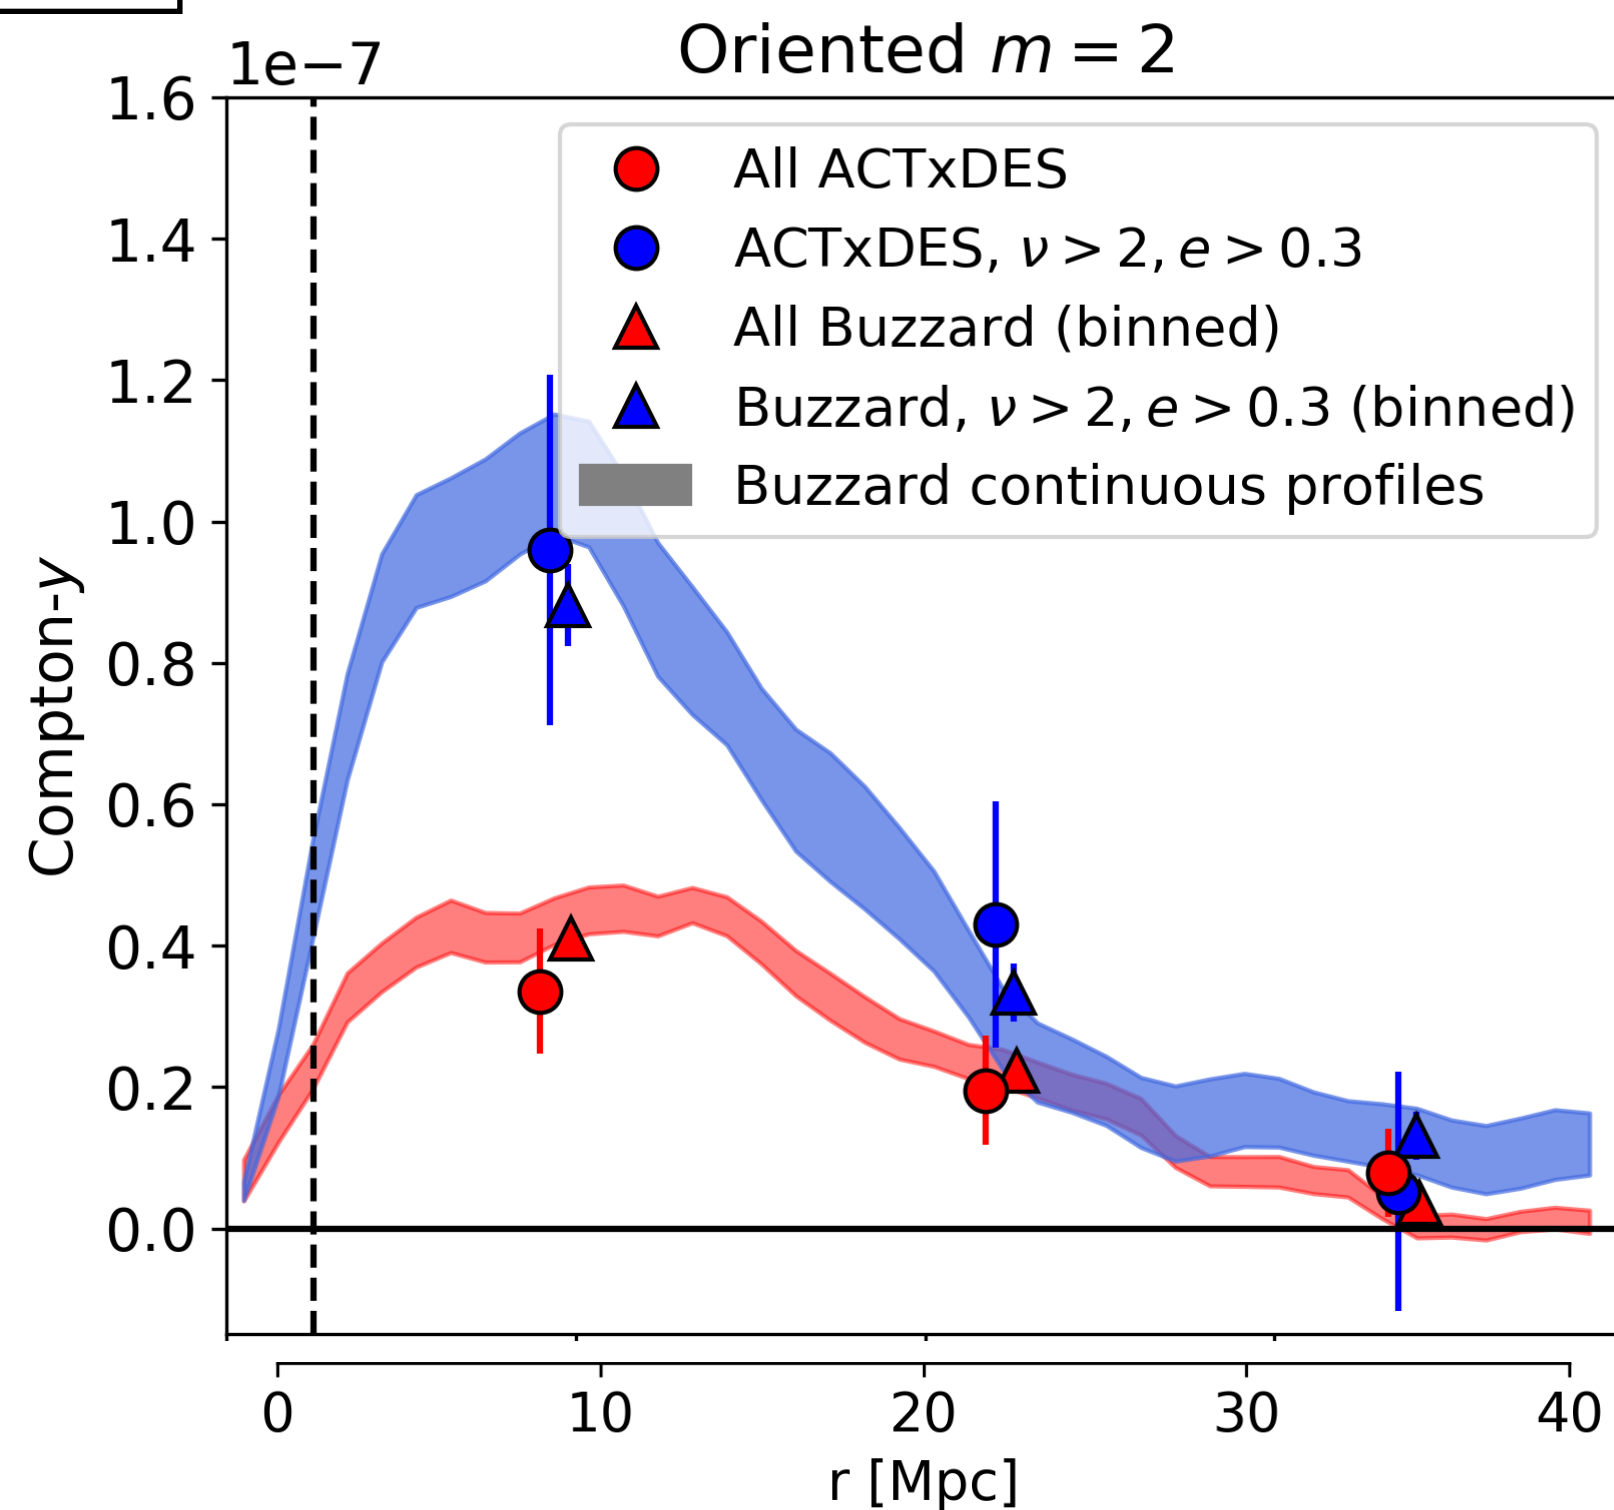 1e−7
Oriented m = 2
1.6
1.4
1.2
1.0
0.8
0.6
0.4
0.2
0.0
Compton-y
All ACTxDES
ACTxDES, ν > 2, e > 0.3
All Buzzard (binned)
Buzzard, ν > 2, e > 0.3 (binned)
Buzzard continuous profiles
0 10 20 30 40
r [Mpc]